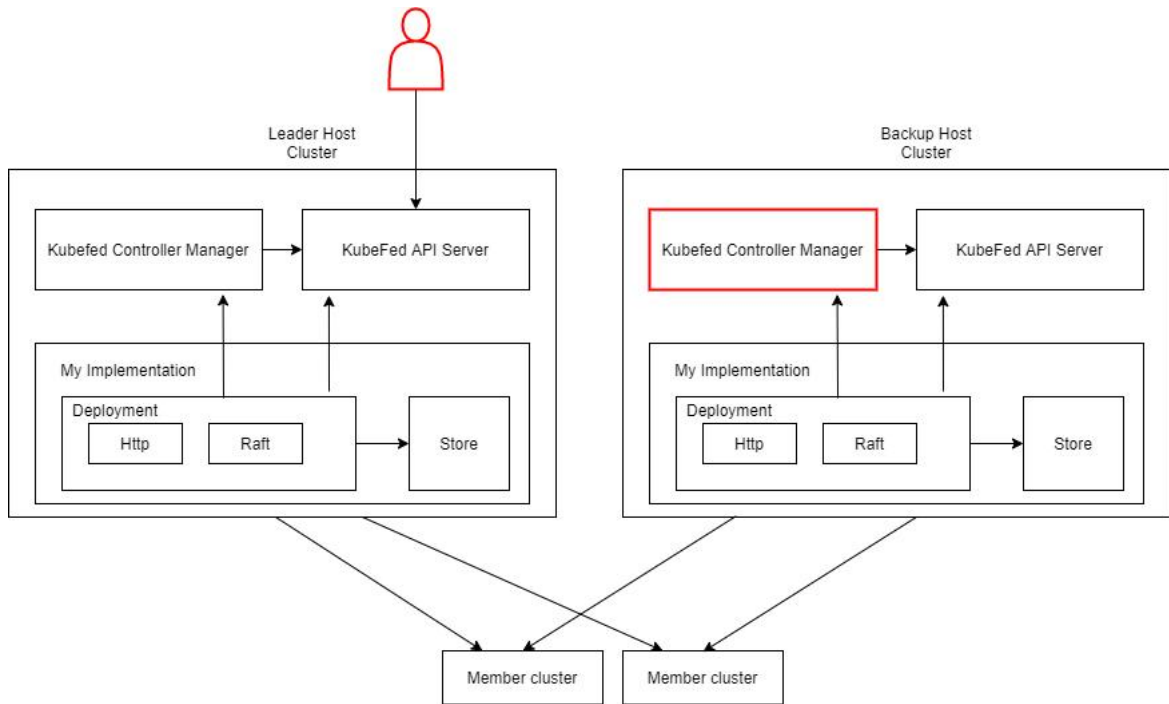 Leader Host
Cluster
Backup Host
Cluster
Kubefed Controller Manager
KubeFed API Server
Kubefed Controller Manager
KubeFed API Server
My Implementation
Deployment
Http
Raft
Store
My Implementation
Deployment
Http
Raft
Store
Member cluster
Member cluster